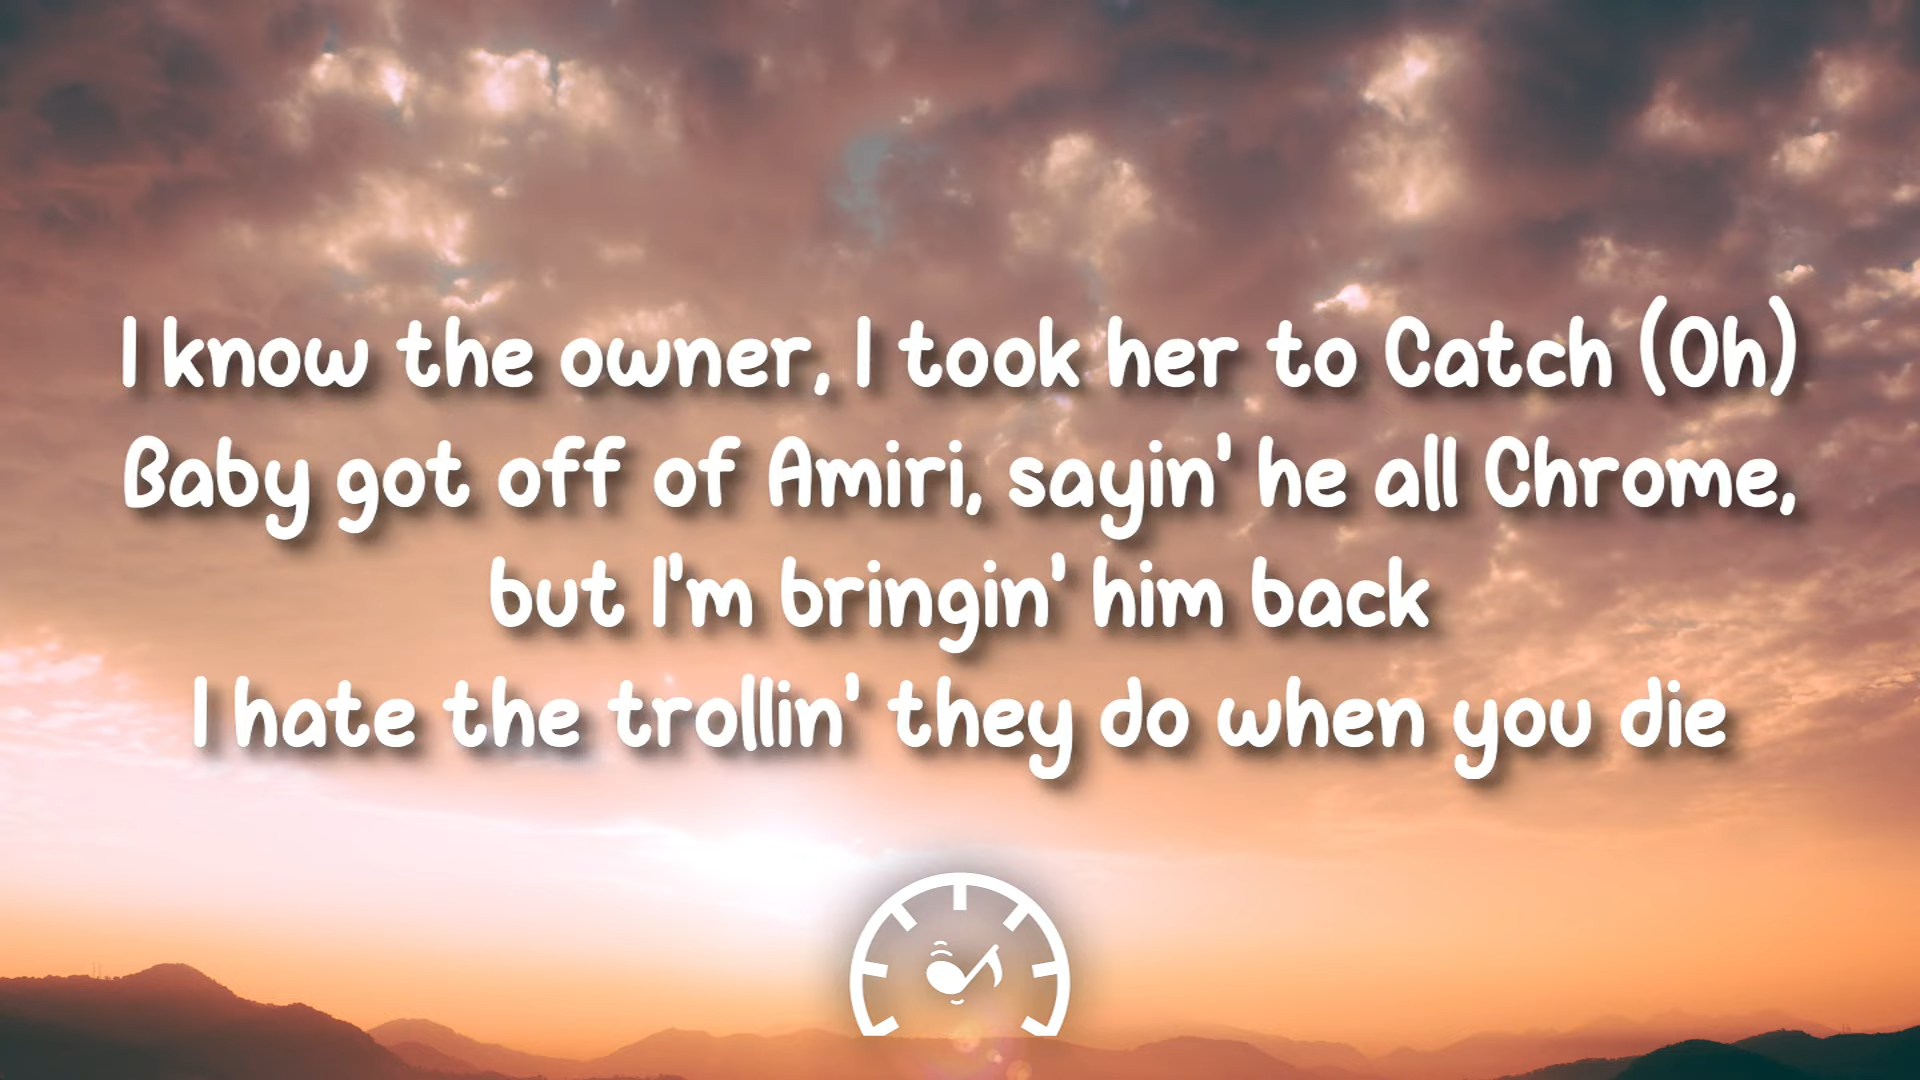 I know the owner, I took her to Catch (Oh)
Baby got off of Amiri, sayin' he all Chrome,
but I'm bringin' him back
I hate the trollin' they do when you die